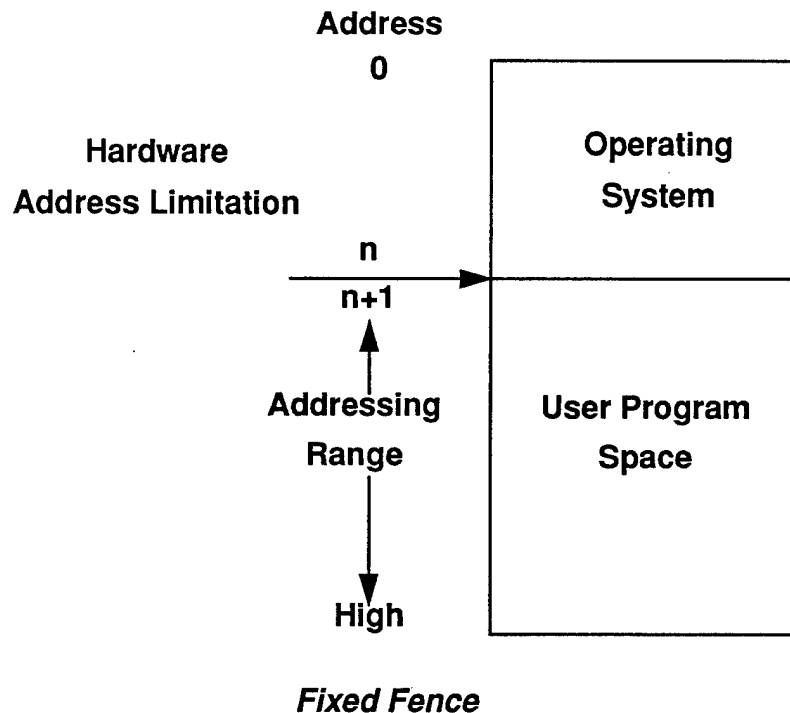 Address
0
Hardware
Address Limitation
Operating
System
n
n+1
Addressing
Range
User Program
Space
High
Fixed Fence